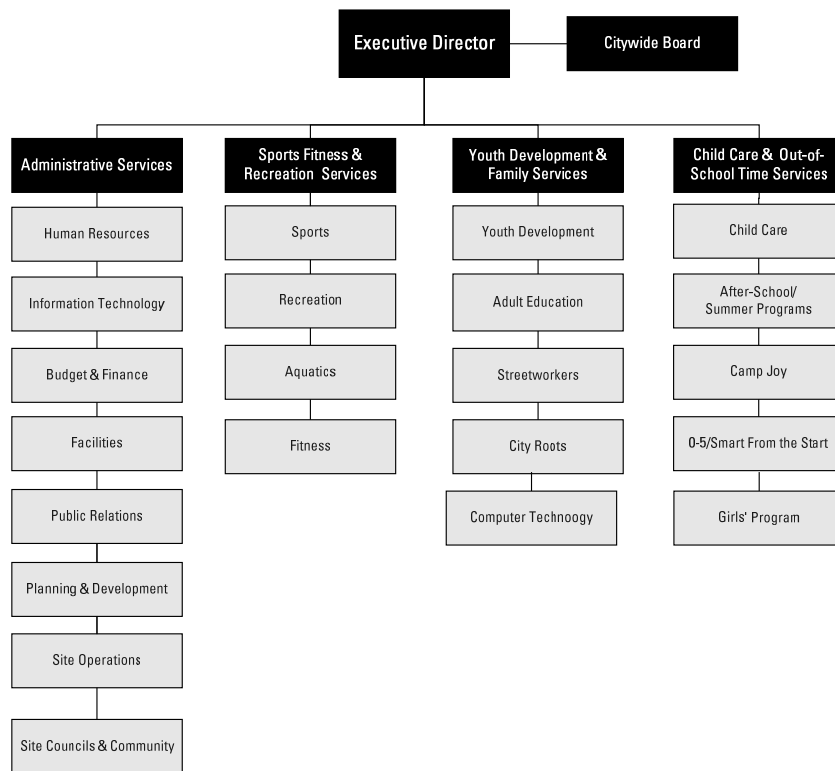 Executive Director
Citywide Board
Administrative Services
Human Resources
Information Technology
Budget & Finance
Facilities
Public Relations
Planning & Development
Site Operations
Site Councils & Community
Sports Fitness &
Recreation Services
Sports
Recreation
Aquatics
Fitness
Youth Development &
Family Services
Youth Development
Adult Education
Streetworkers
City Roots
Computer Technoogy
Child Care & Out-of-
School Time Services
Child Care
After-School/
Summer Programs
Camp Joy
0-5/Smart From the Start
Girls' Program